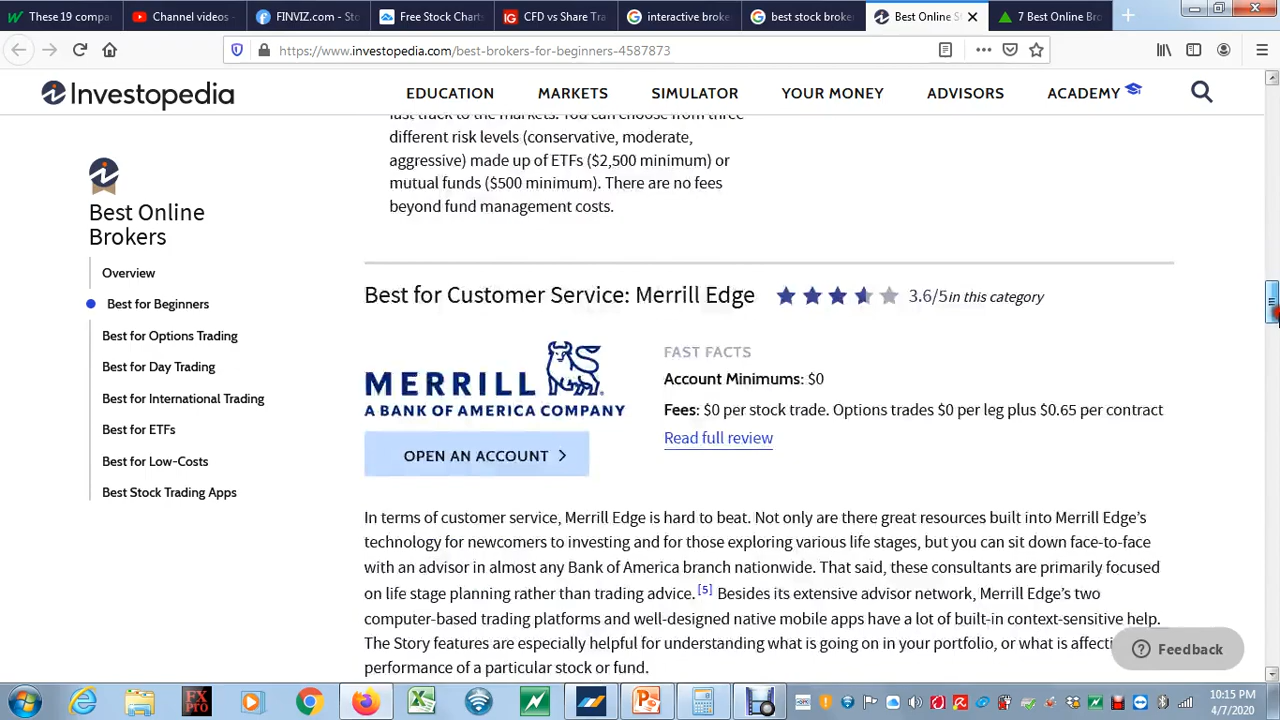 These 19 compa
Channel videos -
FINVIZ.com - Sto
Free Stock Charts
CFD vs Share Tra
interactive broke
best stock broke
Best Online S
7 Best Online Bro
https://www.investopedia.com/best-brokers-for-beginners-4587873
Investopedia
EDUCATION
MARKETS
SIMULATOR
YOUR MONEY
ADVISORS
ACADEMY
fast track to the markets. You can choose from three
different risk levels (conservative, moderate,
aggressive) made up of ETFs ($2,500 minimum) or
mutual funds ($500 minimum). There are no fees
beyond fund management costs.
Best Online
Brokers
Overview
Best for Beginners
Best for Options Trading
Best for Day Trading
Best for International Trading
Best for ETFs
Best for Low-Costs
Best Stock Trading Apps
Best for Customer Service: Merrill Edge
3.6/5 in this category
MERRILL
A BANK OF AMERICA COMPANY
OPEN AN ACCOUNT
FAST FACTS
Account Minimums: $0
Fees: $0 per stock trade. Options trades $0 per leg plus $0.65 per contract
Read full review
In terms of customer service, Merrill Edge is hard to beat. Not only are there great resources built into Merrill Edge’s
technology for newcomers to investing and for those exploring various life stages, but you can sit down face-to-face
with an advisor in almost any Bank of America branch nationwide. That said, these consultants are primarily focused
on life stage planning rather than trading advice. [5] Besides its extensive advisor network, Merrill Edge’s two
computer-based trading platforms and well-designed native mobile apps have a lot of built-in context-sensitive help.
The Story features are especially helpful for understanding what is going on in your portfolio, or what is affecti
performance of a particular stock or fund.
Feedback
FX
PRO
10:15 PM
4/7/2020